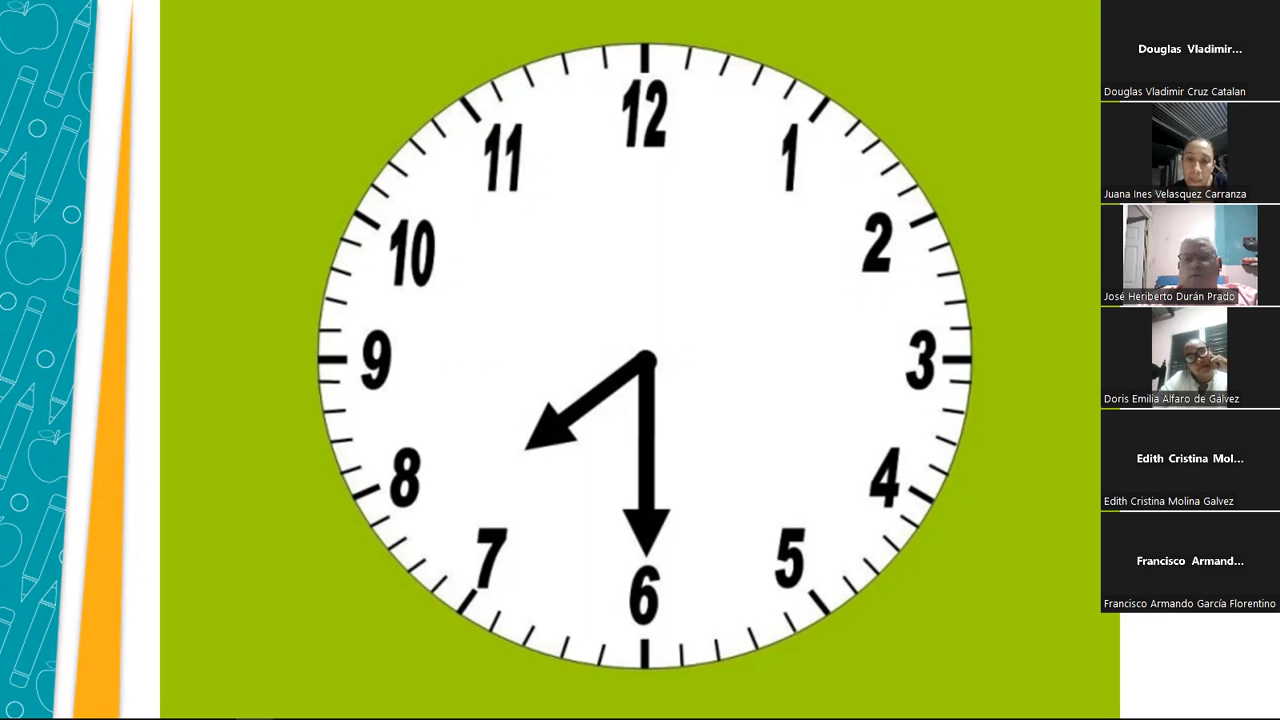 12
11
1
10
2
9
3
8
4
7
5
6
Douglas Vladimir...
Douglas Vladimir Cruz Catalan
Juana Ines Velasquez Carranza
José Heriberto Durán Prado
Doris Emilia Alfaro de Gálvez
Edith Cristina Mol...
Edith Cristina Molina Galvez
Francisco Armand...
Francisco Armando García Florentino